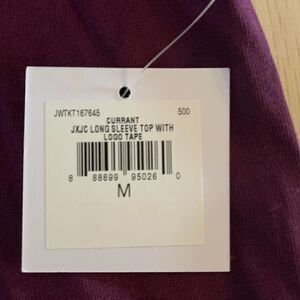 JWTKT167645 500
CURRANT
JXJC LONG SLEEVE TOP WITH
LOGO TAPE
8 88699 95026 0
M